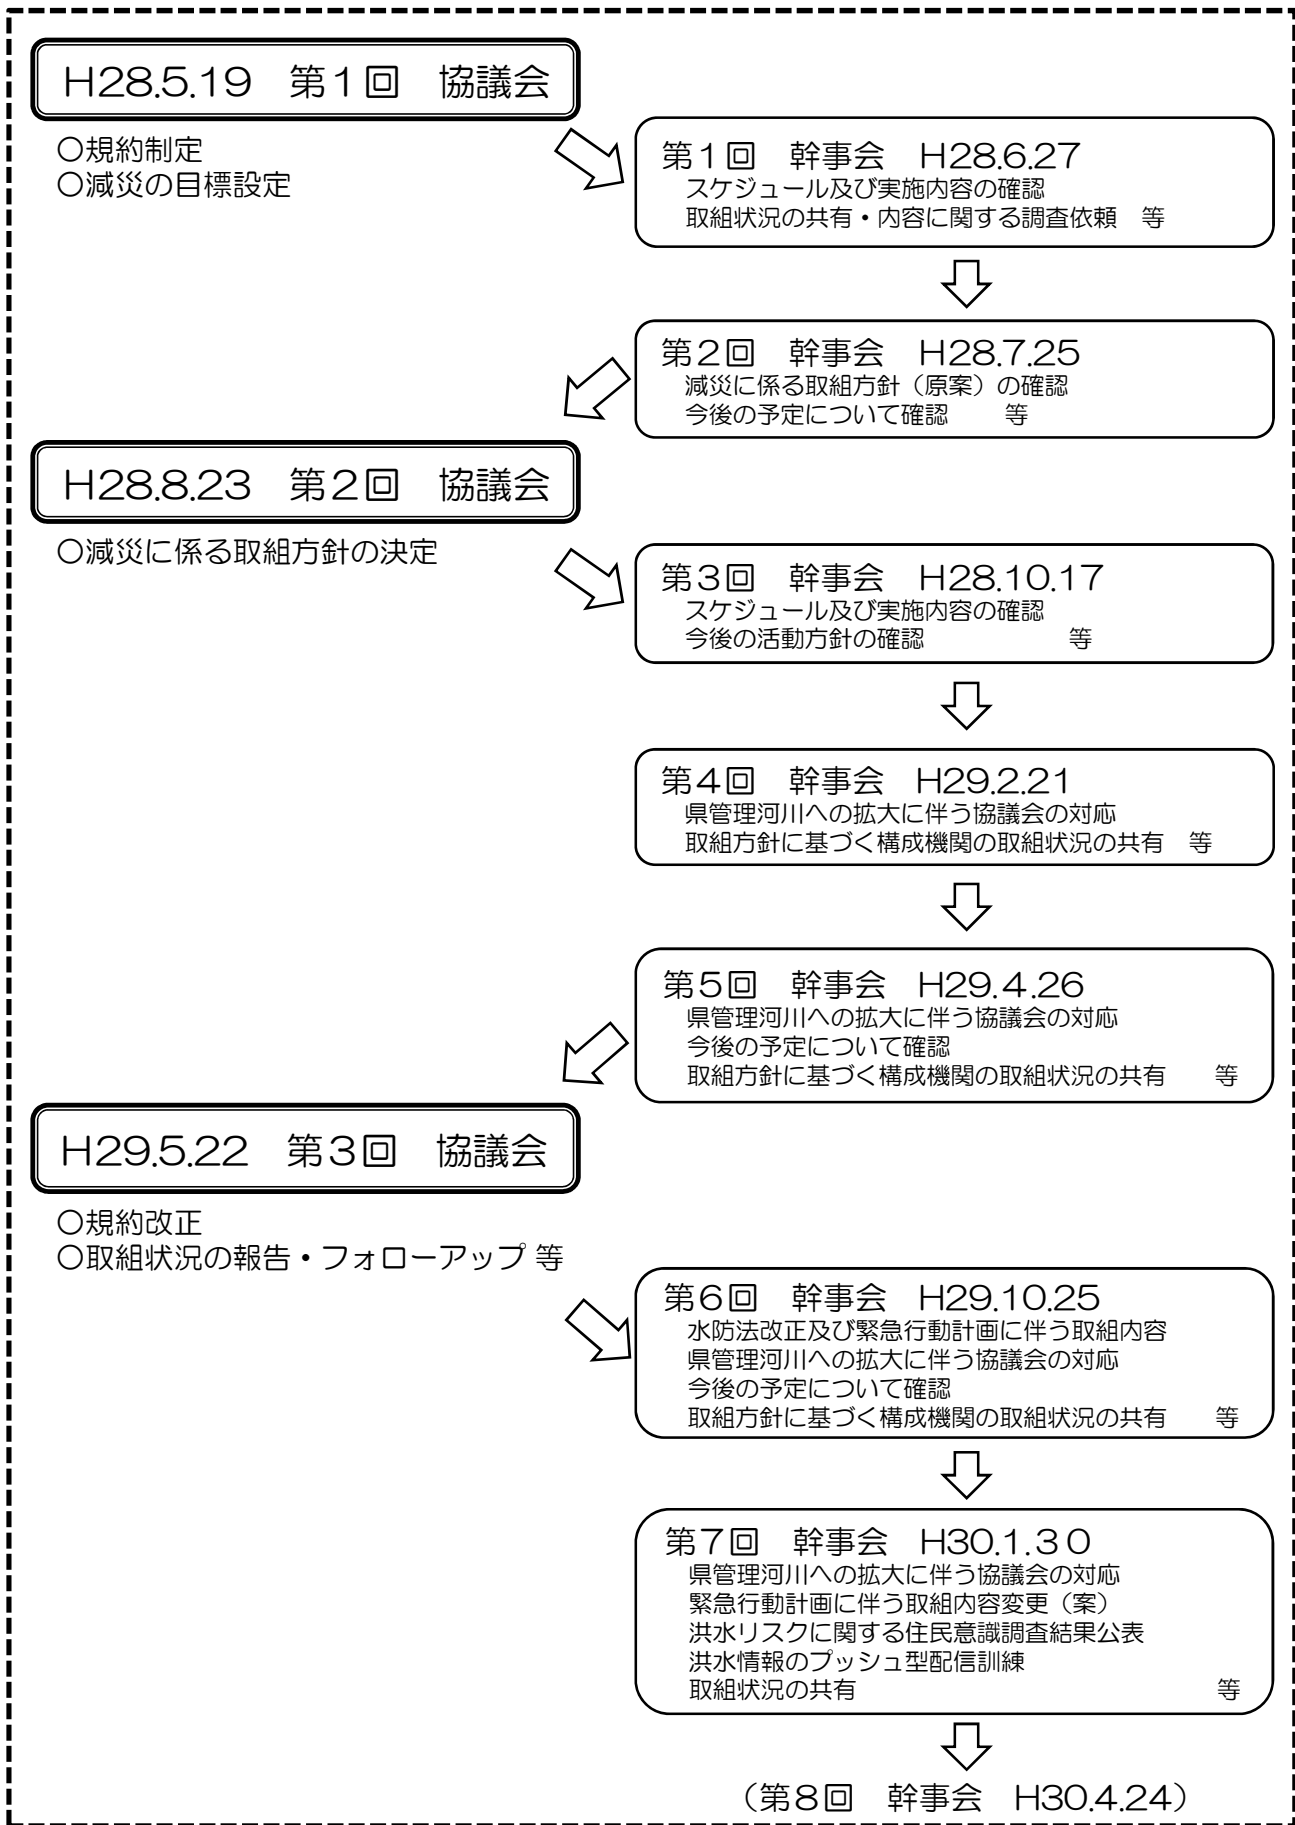 H28.5.19　第1回　協議会
○規約制定
○減災の目標設定
第1回　幹事会　H28.6.27
スケジュール及び実施内容の確認
取組状況の共有・内容に関する調査依頼　等
第2回　幹事会　H28.7.25
減災に係る取組方針（原案）の確認
今後の予定について確認　　等
H28.8.23　第2回　協議会
○減災に係る取組方針の決定
第3回　幹事会　H28.10.17
スケジュール及び実施内容の確認
今後の活動方針の確認　　　　　　等
第4回　幹事会　H29.2.21
県管理河川への拡大に伴う協議会の対応
取組方針に基づく構成機関の取組状況の共有　等
第5回　幹事会　H29.4.26
県管理河川への拡大に伴う協議会の対応
今後の予定について確認
取組方針に基づく構成機関の取組状況の共有　　等
H29.5.22　第3回　協議会
○規約改正
○取組状況の報告・フォローアップ 等
第6回　幹事会　H29.10.25
水防法改正及び緊急行動計画に伴う取組内容
県管理河川への拡大に伴う協議会の対応
今後の予定について確認
取組方針に基づく構成機関の取組状況の共有　　等
第7回　幹事会　H30.1.30
県管理河川への拡大に伴う協議会の対応
緊急行動計画に伴う取組内容変更（案）
洪水リスクに関する住民意識調査結果公表
洪水情報のプッシュ型配信訓練
取組状況の共有　　　　　　　　　　　　　　　等
（第8回　幹事会　H30.4.24）